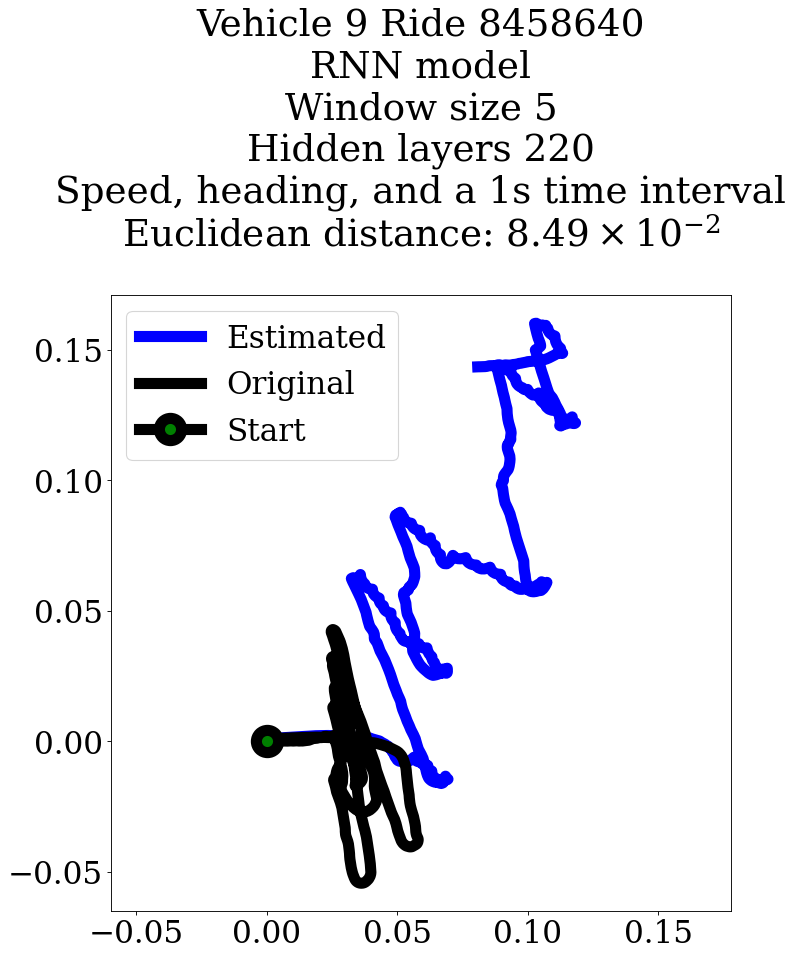 Vehicle 9 Ride 8458640
RNN model
Window size 5
Hidden layers 220
Speed, heading, and a 1s time interval
Euclidean distance: 8.49 × 10⁻²
Estimated
Original
Start
0.15
0.10
0.05
0.00
−0.05
−0.05 0.00 0.05 0.10 0.15